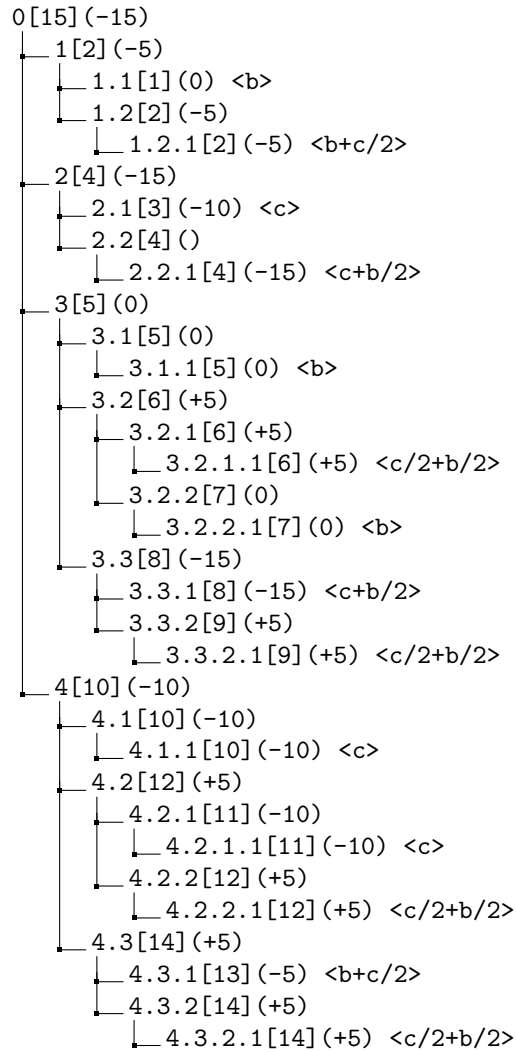 0[15](-15)
1[2](-5)
1.1[1](0) <b>
1.2[2](-5)
1.2.1[2](-5) <b+c/2>
2[4](-15)
2.1[3](-10) <c>
2.2[4]()
2.2.1[4](-15) <c+b/2>
3[5](0)
3.1[5](0)
3.1.1[5](0) <b>
3.2[6](+5)
3.2.1[6](+5)
3.2.1.1[6](+5) <c/2+b/2>
3.2.2[7](0)
3.2.2.1[7](0) <b>
3.3[8](-15)
3.3.1[8](-15) <c+b/2>
3.3.2[9](+5)
3.3.2.1[9](+5) <c/2+b/2>
4[10](-10)
4.1[10](-10)
4.1.1[10](-10) <c>
4.2[12](+5)
4.2.1[11](-10)
4.2.1.1[11](-10) <c>
4.2.2[12](+5)
4.2.2.1[12](+5) <c/2+b/2>
4.3[14](+5)
4.3.1[13](-5) <b+c/2>
4.3.2[14](+5)
4.3.2.1[14](+5) <c/2+b/2>